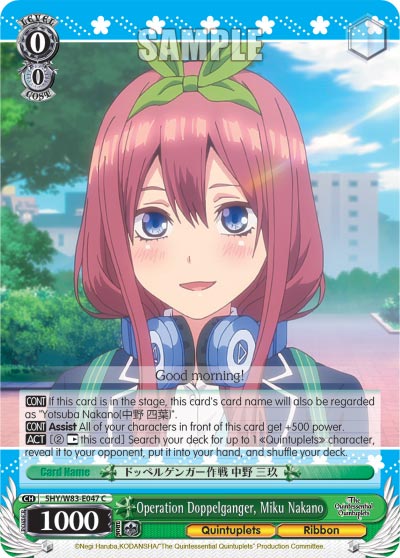 LEVEL
0
0
COST
SAMPLE
Good morning!
CONT If this card is in the stage, this card's card name will also be regarded
as "Yotsuba Nakano(中野 四葉)".
CONT Assist All of your characters in front of this card get +500 power.
ACT [② this card] Search your deck for up to 1 «Quintuplets» character,
reveal it to your opponent, put it into your hand, and shuffle your deck.
Card Name ドッペルゲンガー作戦 中野 三玖
CD 5HY/W83-E047 C
Operation Doppelganger, Miku Nakano
The Quintessential Quintuplets
POWER 1000
Quintuplets Ribbon
©Negi Haruba,KODANSHA/"The Quintessential Quintuplets" Production Committee